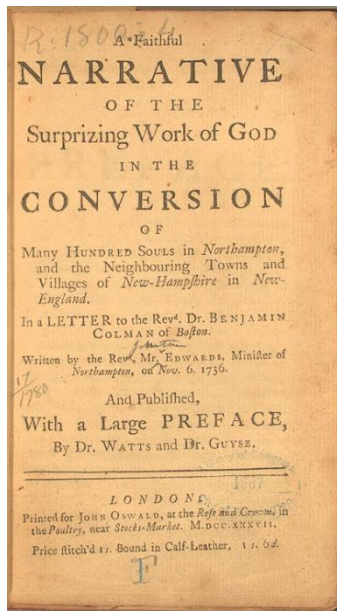 R: 1800:4
A Faithful
NARRATIVE
OF THE
Surprizing Work of GOD
IN THE
CONVERSION
OF
Many HUNDRED SOULS in Northampton,
and the Neighbouring Towns and
Villages of New-Hampſhire in New-
England.
In a LETTER to the Revd. Dr. BENJAMIN
COLMAN of Boſton.
Written by the Revd. Mr. EDWARDS, Miniſter of
Northampton, on Nov. 6. 1736.
17
1780
And Publiſhed,
With a Large PREFACE,
By Dr. WATTS and Dr. GUYSE.
LONDON;
Printed for JOHN OSWALD, at the Roſe and Crown, in
the Poultry, near Stocks-Market. M.DCC.XXXVII.
Price ſtitch'd 1s. Bound in Calf-Leather, 1s. 6d.
F